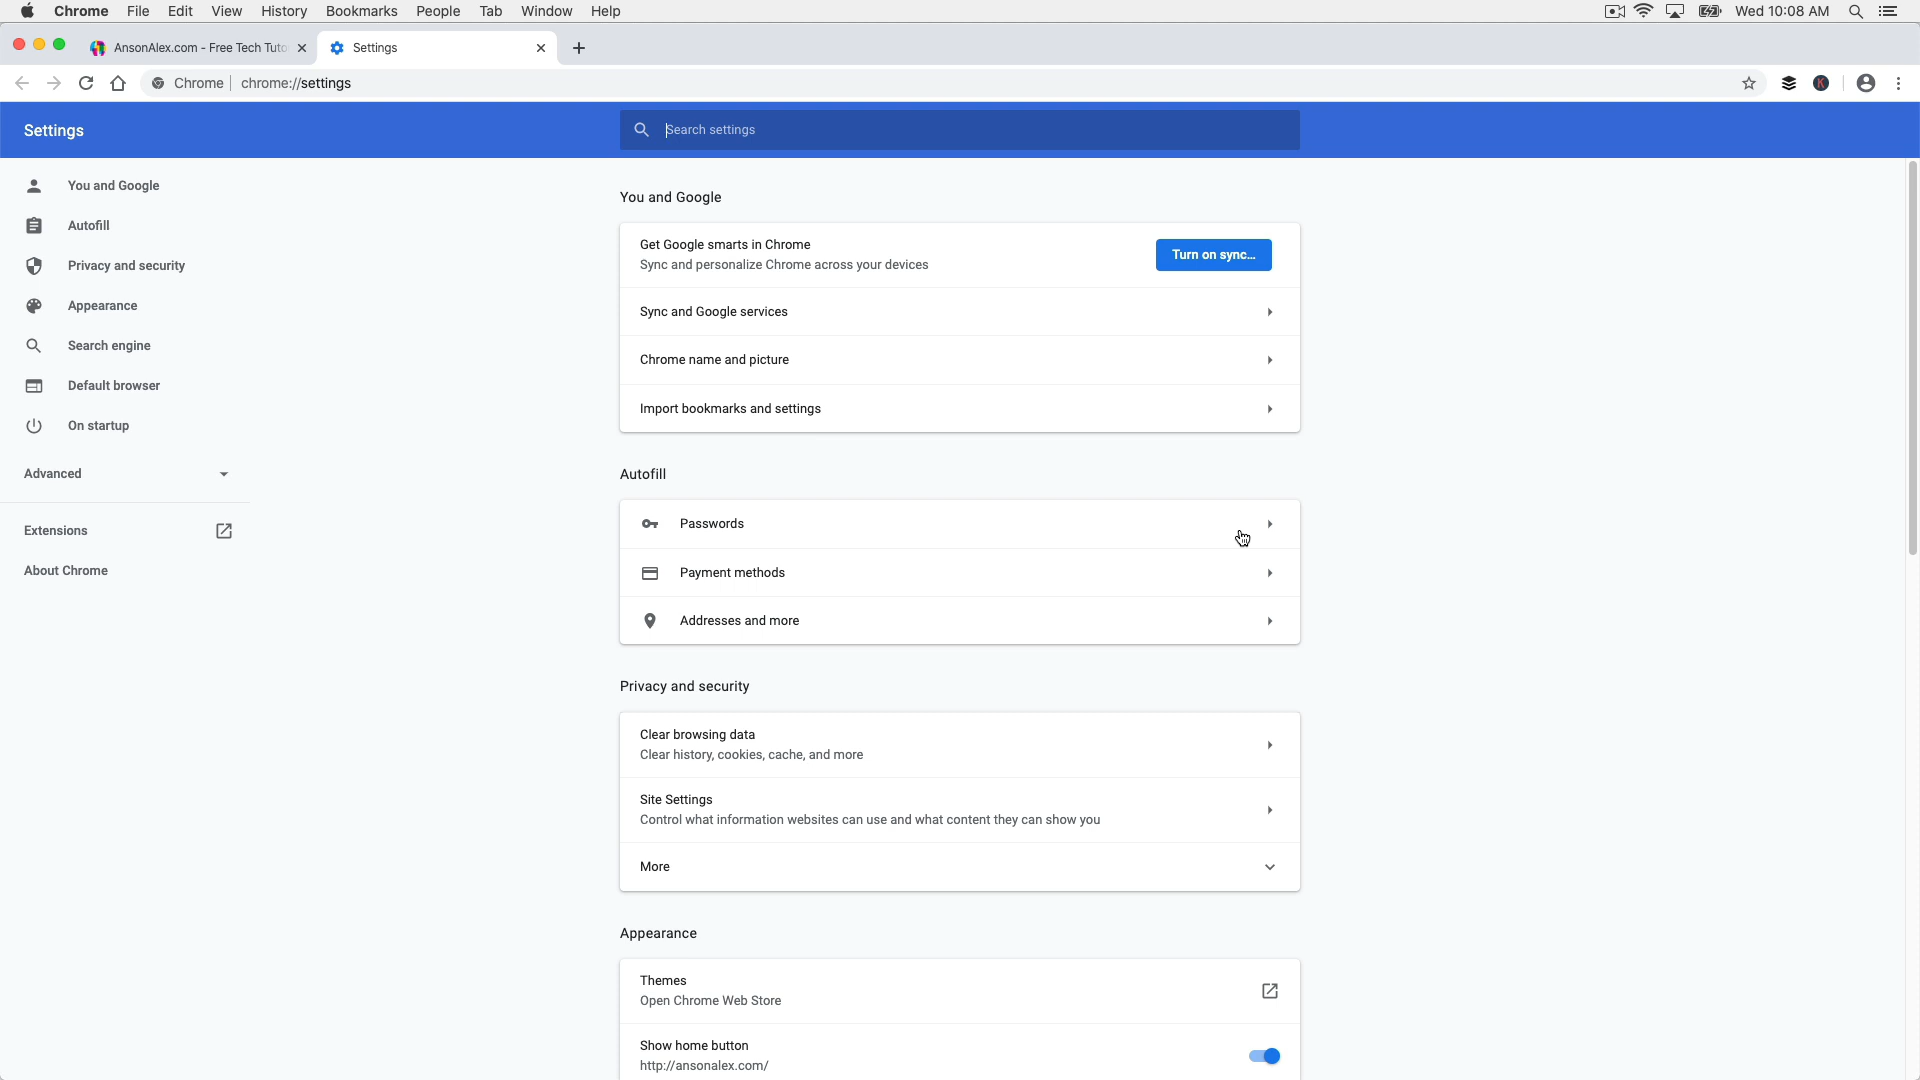 Chrome File Edit View History Bookmarks People Tab Window Help Wed 10:08 AM
AnsonAlex.com - Free Tech Tuto Settings
Chrome chrome://settings K
Settings
Search settings
You and Google
Autofill
Privacy and security
Appearance
Search engine
Default browser
On startup
Advanced
Extensions
About Chrome
You and Google
Get Google smarts in Chrome
Sync and personalize Chrome across your devices
Turn on sync...
Sync and Google services
Chrome name and picture
Import bookmarks and settings
Autofill
Passwords
Payment methods
Addresses and more
Privacy and security
Clear browsing data
Clear history, cookies, cache, and more
Site Settings
Control what information websites can use and what content they can show you
More
Appearance
Themes
Open Chrome Web Store
Show home button
http://ansonalex.com/